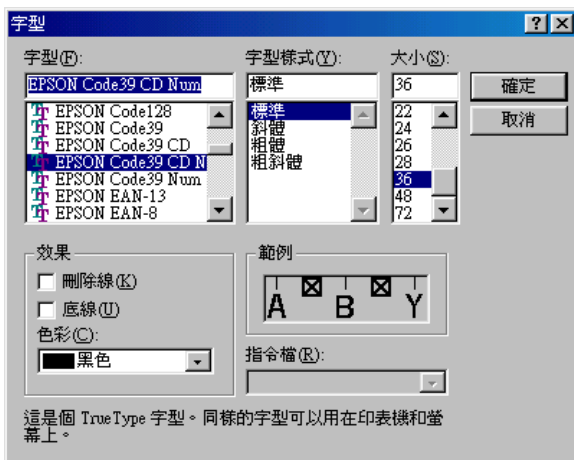 字型
字型(F):
字型樣式(Y):
大小(S):
EPSON Code39 CD Num
標準
36
確定
取消
EPSON Code128
EPSON Code39
EPSON Code39 CD
EPSON Code39 CD N
EPSON Code39 Num
EPSON EAN-13
EPSON EAN-8
標準
斜體
粗體
粗斜體
22
24
26
28
36
48
72
效果
刪除線(K)
底線(U)
色彩(C):
黑色
範例
A B Y
指令檔(R):
這是個 TrueType 字型。同樣的字型可以用在印表機和螢
幕上。